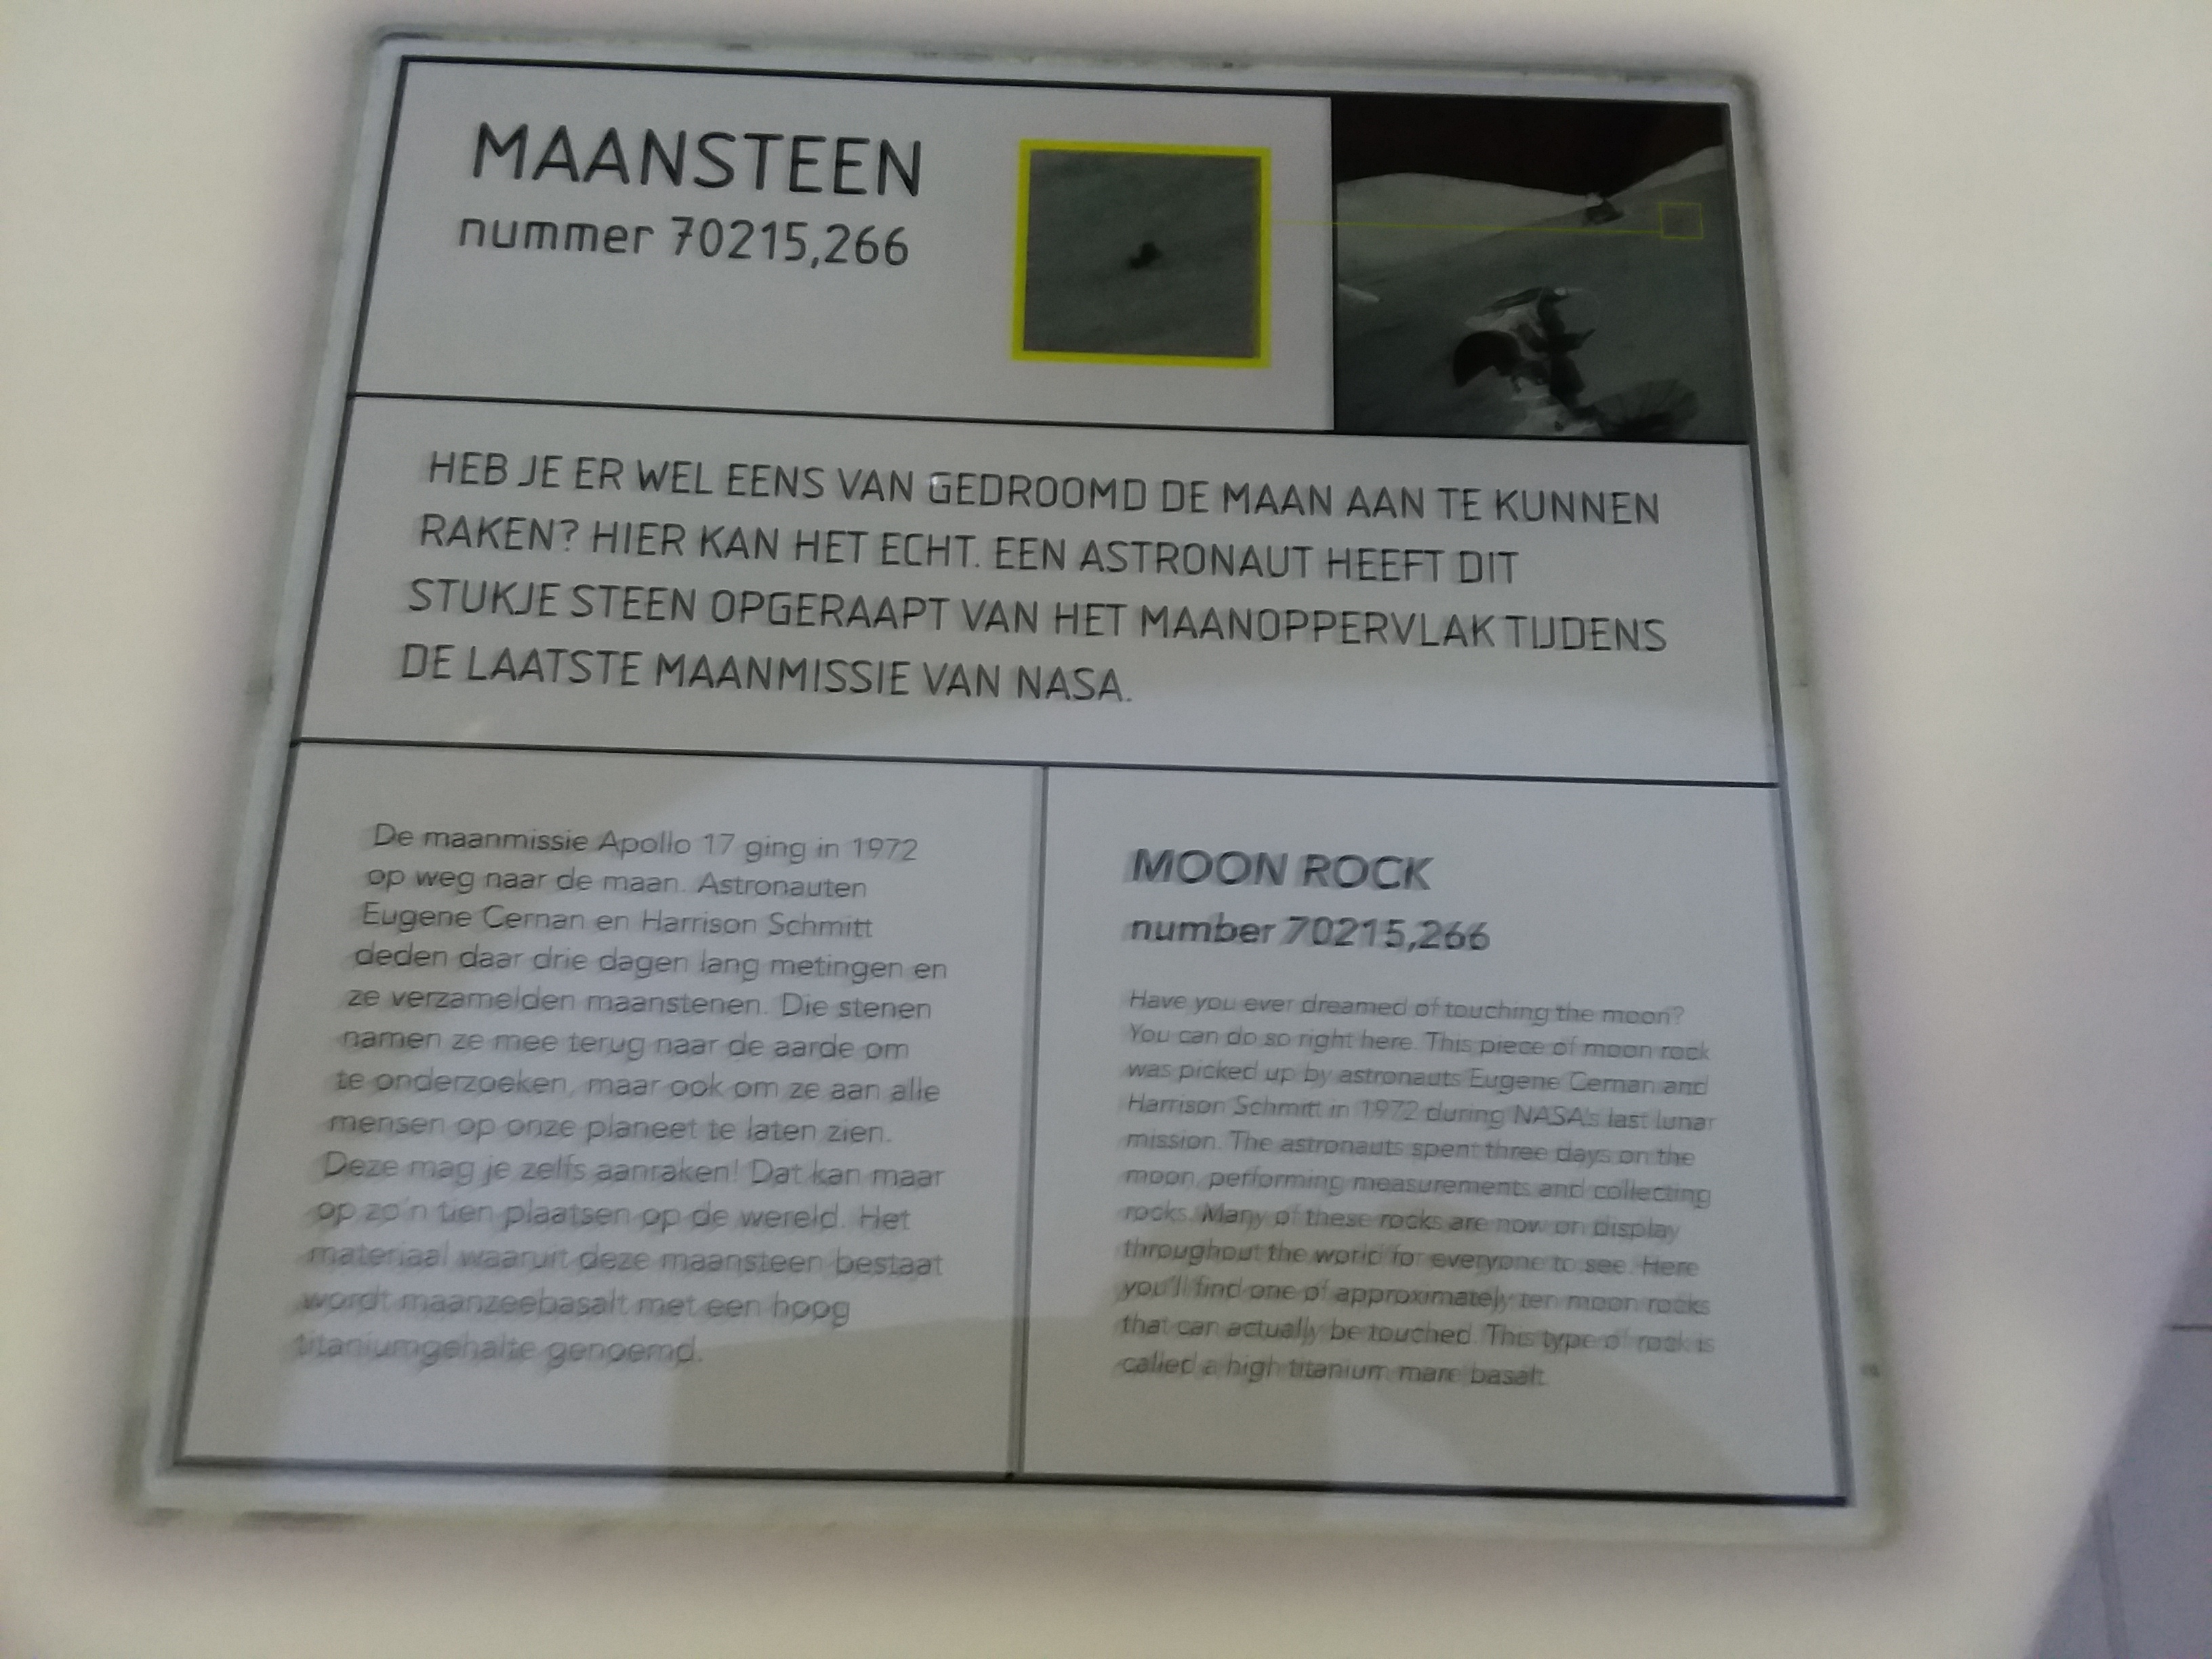 MAANSTEEN
nummer 70215,266
HEB JE ER WEL EENS VAN GEDROOMD DE MAAN AAN TE KUNNEN
RAKEN? HIER KAN HET ECHT. EEN ASTRONAUT HEEFT DIT
STUKJE STEEN OPGERAAPT VAN HET MAANOPPERVLAK TIJDENS
DE LAATSTE MAANMISSIE VAN NASA.
De maanmissie Apollo 17 ging in 1972
op weg naar de maan. Astronauten
Eugene Cernan en Harrison Schmitt
deden daar drie dagen lang metingen en
ze verzamelden maanstenen. Die stenen
namen ze mee terug naar de aarde om
te onderzoeken, maar ook om ze aan alle
mensen op onze planeet te laten zien.
Deze mag je zelfs aanraken! Dat kan maar
op zo'n tien plaatsen op de wereld. Het
materiaal waaruit deze maansteen bestaat
wordt maanzeebasalt met een hoog
titaniumgehalte genoemd.
MOON ROCK
number 70215,266
Have you ever dreamed of touching the moon?
You can do so right here. This piece of moon rock
was picked up by astronauts Eugene Cernan and
Harrison Schmitt in 1972 during NASA's last lunar
mission. The astronauts spent three days on the
moon, performing measurements and collecting
rocks. Many of these rocks are now on display
throughout the world for everyone to see. Here
you'll find one of approximately ten moon rocks
that can actually be touched. This type of rock is
called a high titanium mare basalt.